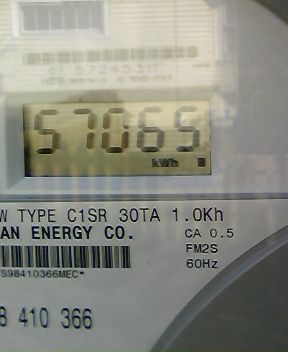 57065
kWh
W TYPE C1SR 30TA 1.0Kh
AN ENERGY CO. CA 0.5
FM2S
*S98410366MEC* 60Hz
8 410 366